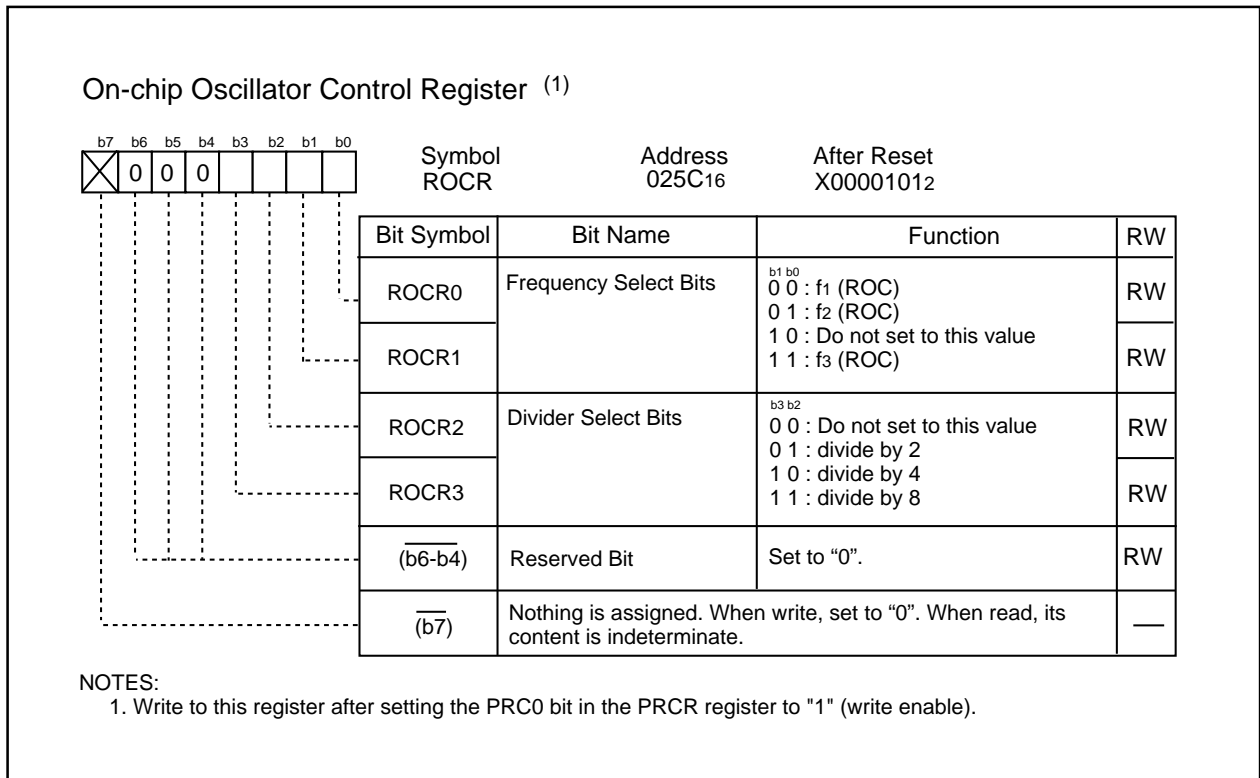 On-chip Oscillator Control Register (1)
b7 b6 b5 b4 b3 b2 b1 b0
0 0 0
Symbol Address After Reset
ROCR 025C16 X00001012
Bit Symbol Bit Name Function RW
ROCR0 Frequency Select Bits RW
b1 b0
0 0 : f1 (ROC)
0 1 : f2 (ROC)
1 0 : Do not set to this value
ROCR1 1 1 : f3 (ROC) RW
ROCR2 Divider Select Bits RW
b3 b2
0 0 : Do not set to this value
0 1 : divide by 2
1 0 : divide by 4
ROCR3 1 1 : divide by 8 RW
(b6-b4) Reserved Bit Set to “0”. RW
(b7) Nothing is assigned. When write, set to “0”. When read, its —
content is indeterminate.
NOTES:
1. Write to this register after setting the PRC0 bit in the PRCR register to "1" (write enable).